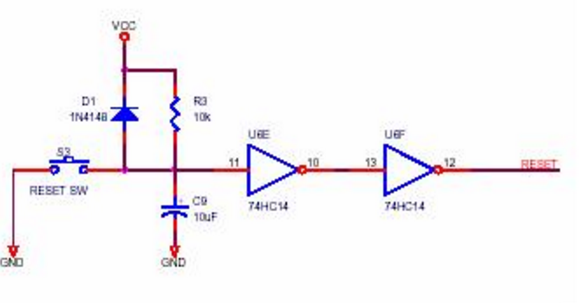 VCC
D1
1N4148
R3
10k
S3
RESET SW
GND
C9
10uF
GND
11
U6E
10
74HC14
13
U6F
12
74HC14
RESET